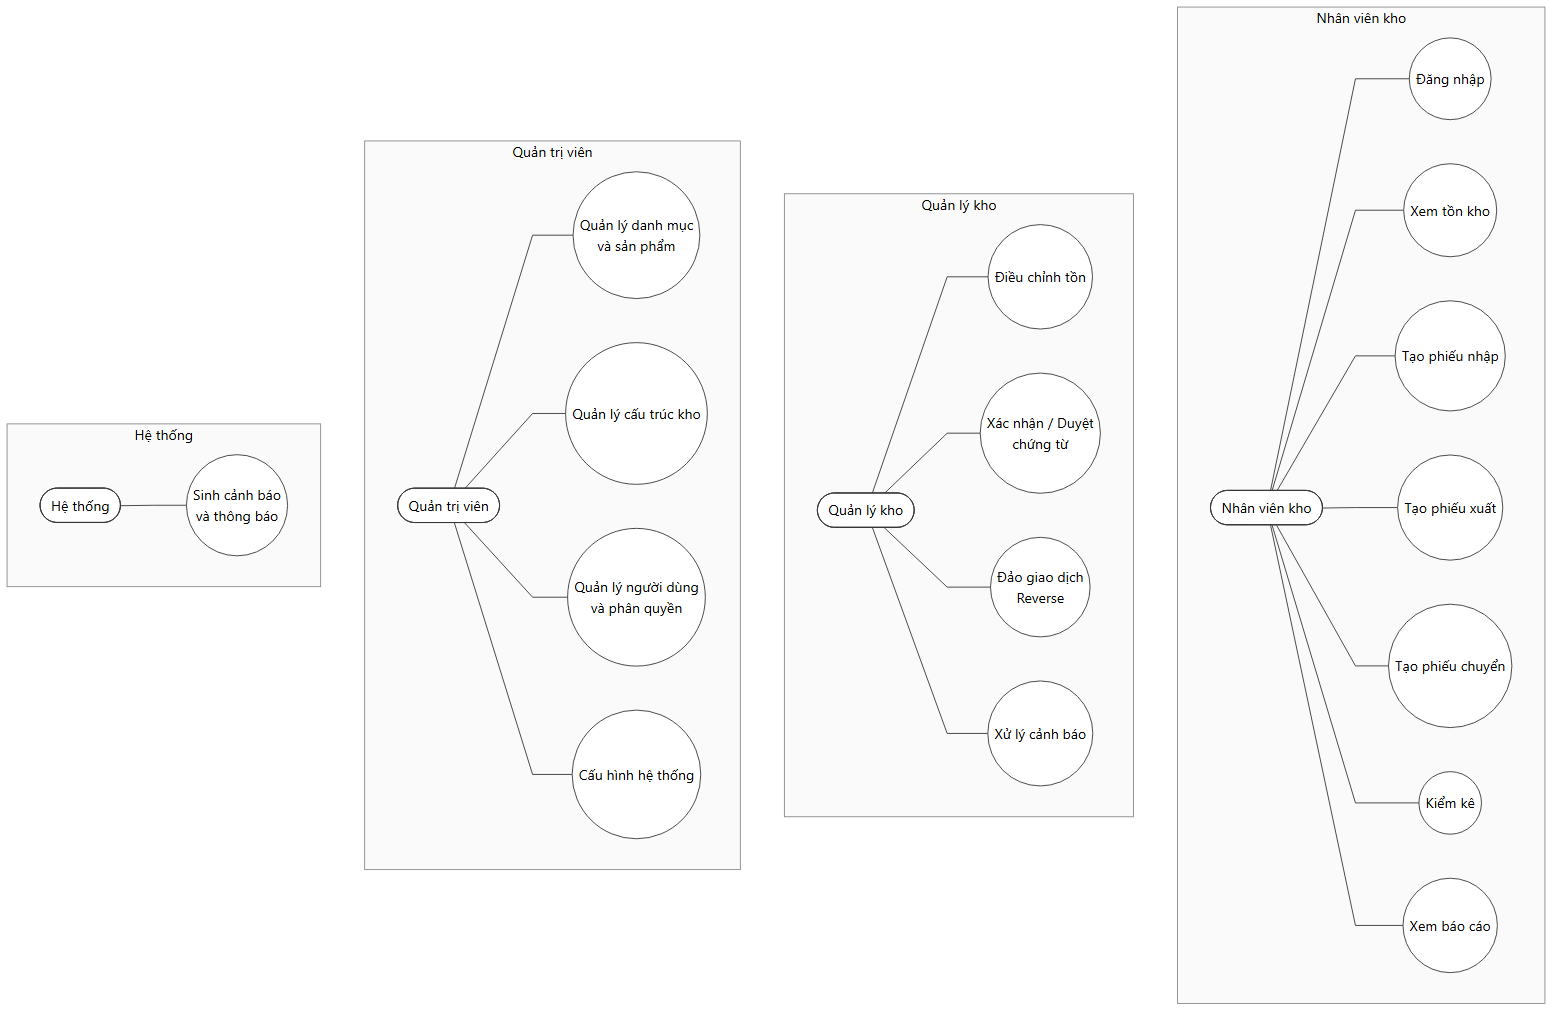 Hệ thống
Hệ thống
Sinh cảnh báo
và thông báo
Quản trị viên
Quản trị viên
Quản lý danh mục
và sản phẩm
Quản lý cấu trúc kho
Quản lý người dùng
và phân quyền
Cấu hình hệ thống
Quản lý kho
Quản lý kho
Điều chỉnh tồn
Xác nhận / Duyệt
chứng từ
Đảo giao dịch
Reverse
Xử lý cảnh báo
Nhân viên kho
Nhân viên kho
Đăng nhập
Xem tồn kho
Tạo phiếu nhập
Tạo phiếu xuất
Tạo phiếu chuyển
Kiểm kê
Xem báo cáo